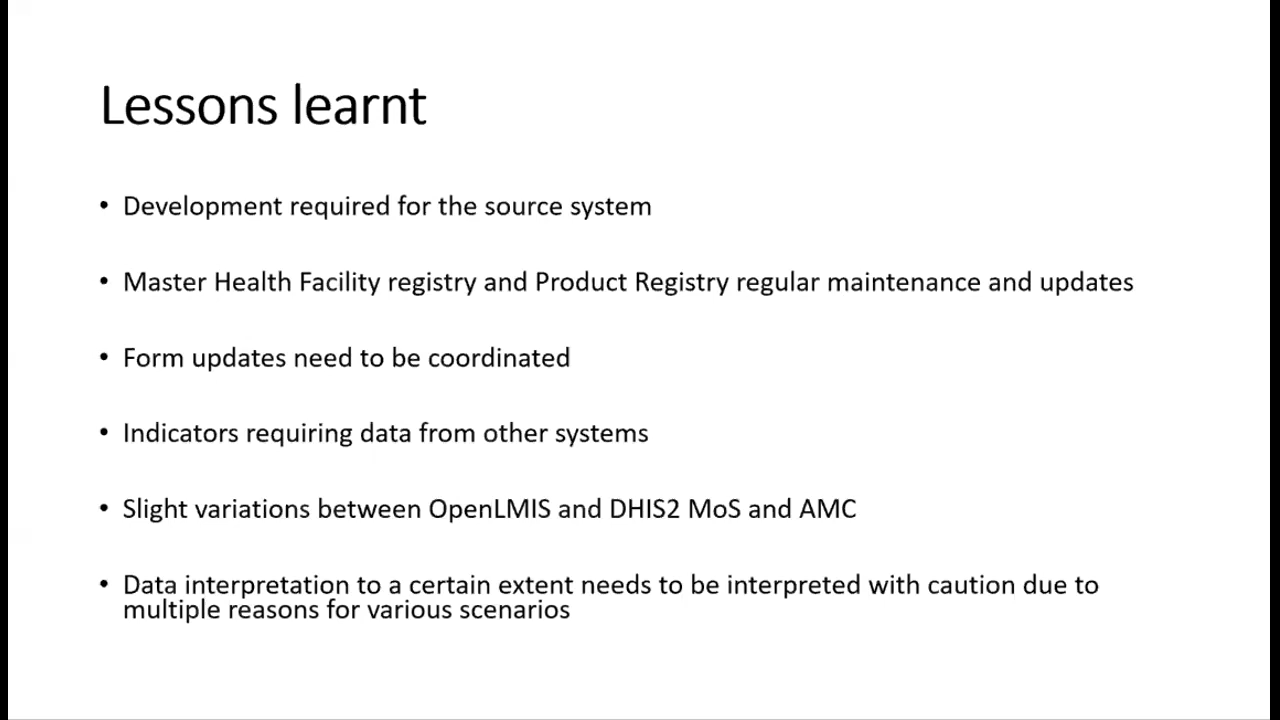 Lessons learnt
• Development required for the source system
• Master Health Facility registry and Product Registry regular maintenance and updates
• Form updates need to be coordinated
• Indicators requiring data from other systems
• Slight variations between OpenLMIS and DHIS2 MoS and AMC
• Data interpretation to a certain extent needs to be interpreted with caution due to
multiple reasons for various scenarios